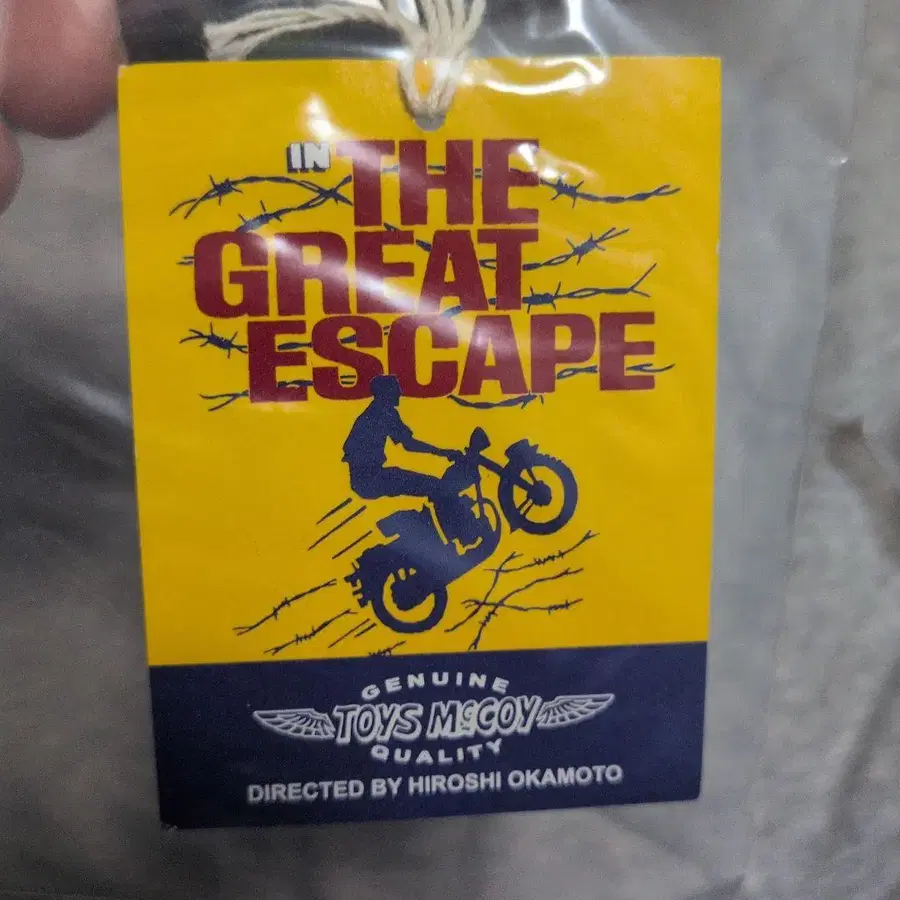 IN THE
GREAT
ESCAPE
GENUINE
TOYS McCOY
QUALITY
DIRECTED BY HIROSHI OKAMOTO